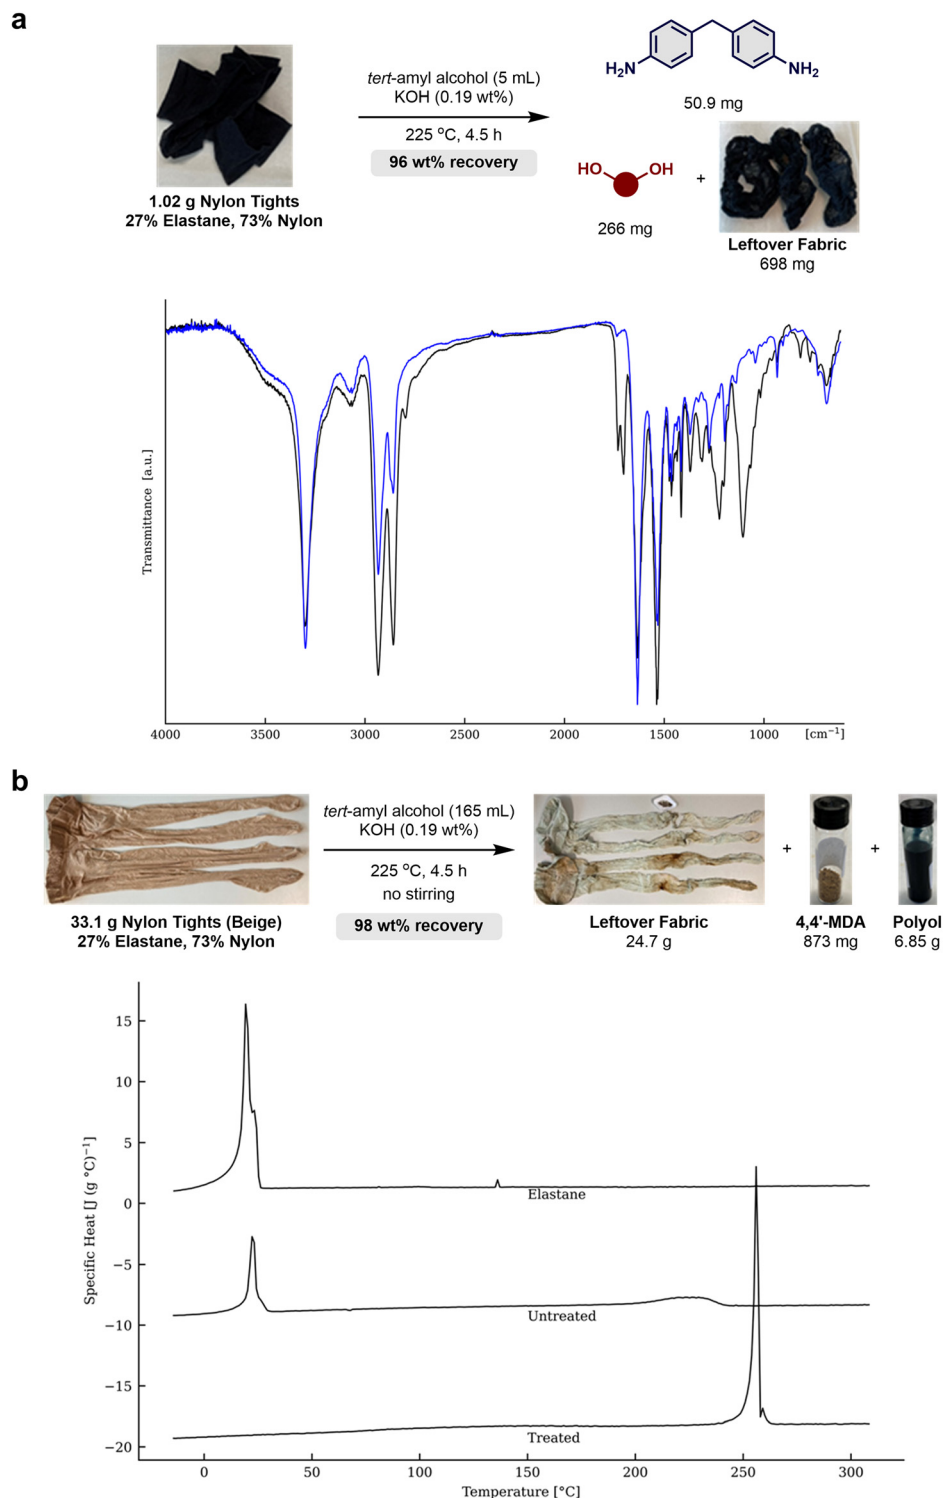 a
tert-amyl alcohol (5 mL)
KOH (0.19 wt%)
225 °C, 4.5 h
96 wt% recovery
1.02 g Nylon Tights
27% Elastane, 73% Nylon
H₂N
NH₂
50.9 mg
HO
OH
+
266 mg
Leftover Fabric
698 mg
Transmittance [a.u.]
4000
3500
3000
2500
2000
1500
1000
[cm⁻¹]
b
33.1 g Nylon Tights (Beige)
27% Elastane, 73% Nylon
tert-amyl alcohol (165 mL)
KOH (0.19 wt%)
225 °C, 4.5 h
no stirring
98 wt% recovery
Leftover Fabric
24.7 g
+
4,4'-MDA
873 mg
+
Polyol
6.85 g
Specific Heat [J (g °C)⁻¹]
15
10
5
0
−5
−10
−15
−20
Elastane
Untreated
Treated
0
50
100
150
200
250
300
Temperature [°C]